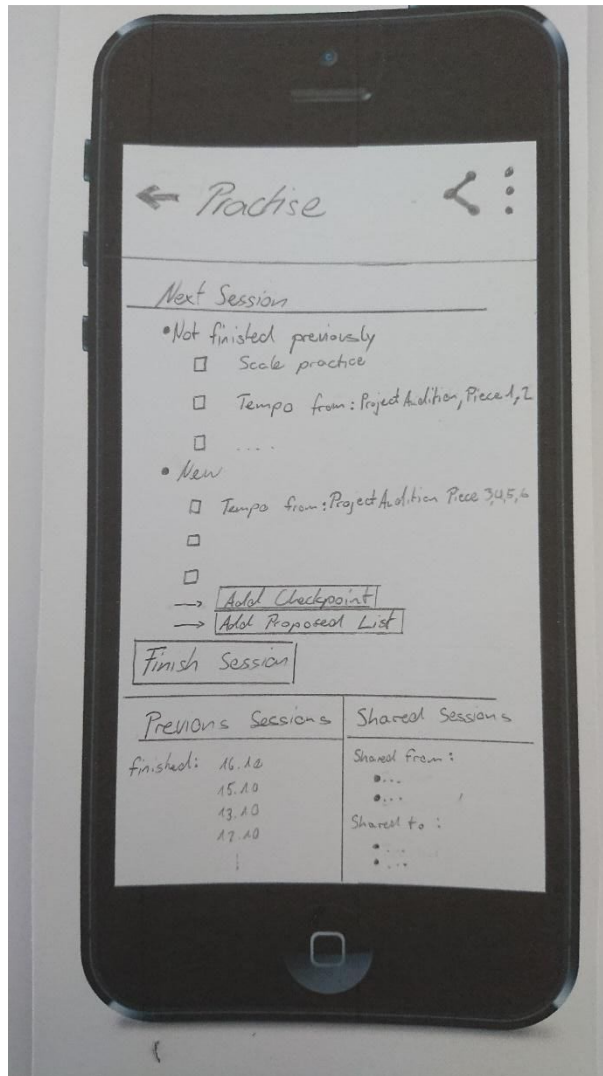 Practise
Next Session
•Not finished previously
Scale practice
Tempo from: Project Audition, Piece 1, 2
....
• New
Tempo from: Project Audition Piece 3,4,5,6
→ Add Checkpoint
→ Add Proposed List
Finish Session
Previous Sessions
finished: 16.10
15.10
13.10
12.10
Shared Sessions
Shared from:
•...
•...
Shared to:
•...
•...